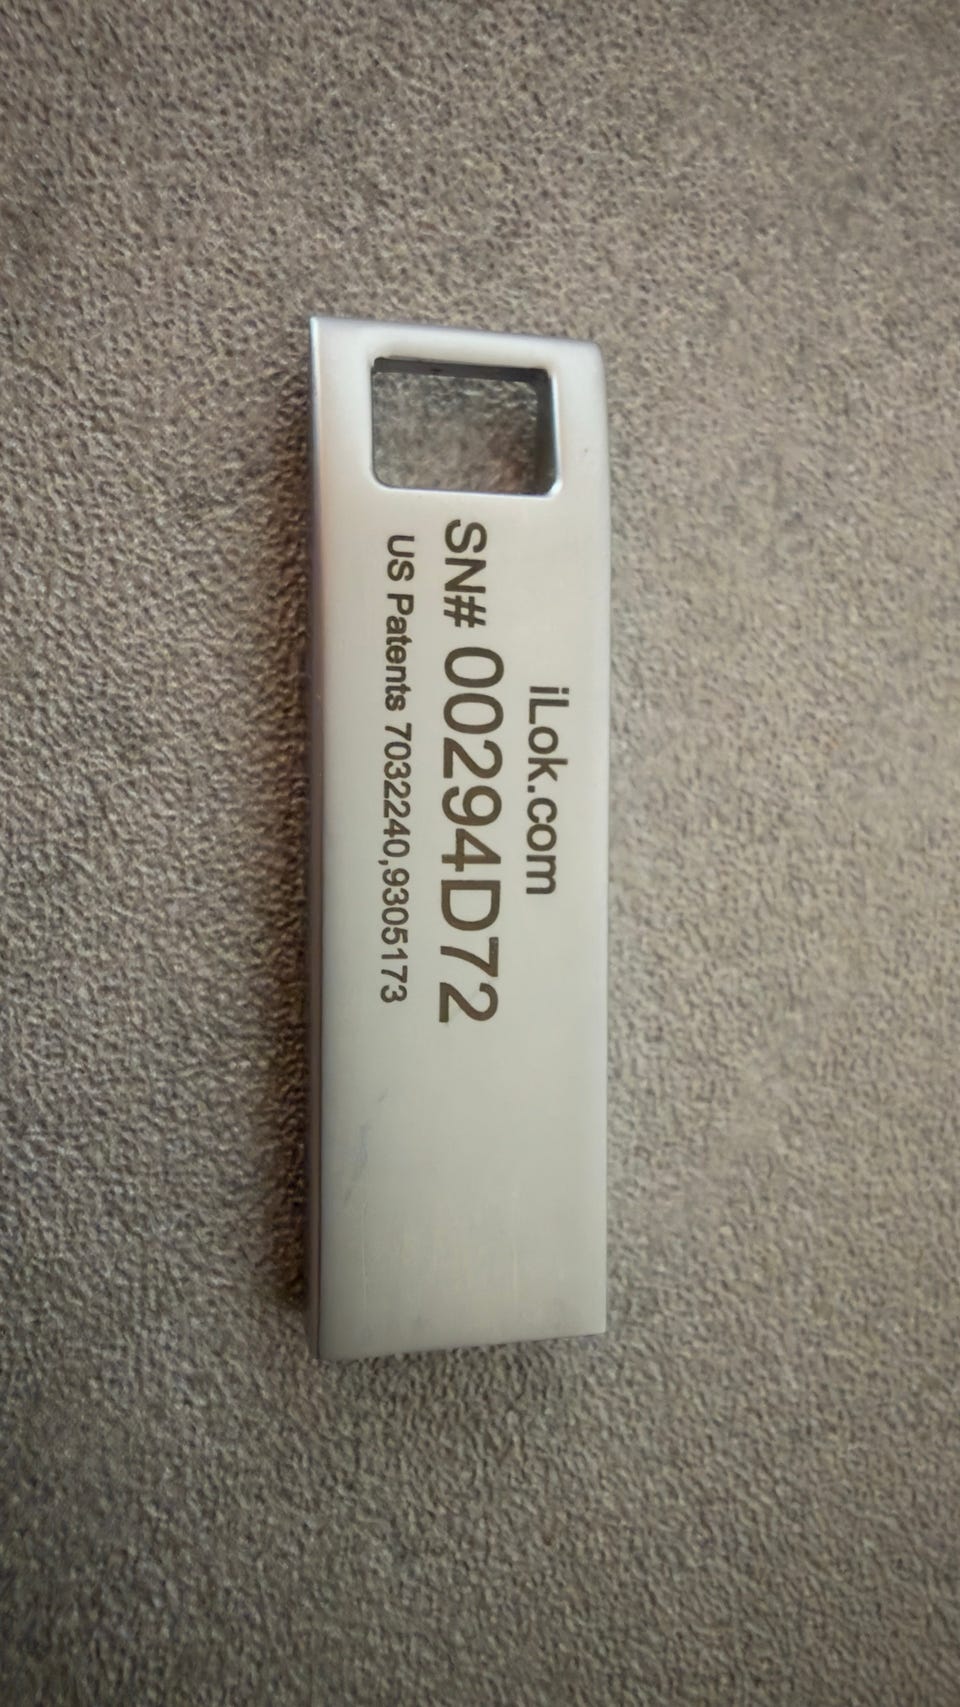 iLok.com
SN# 00294D72
US Patents 7032240,9305173